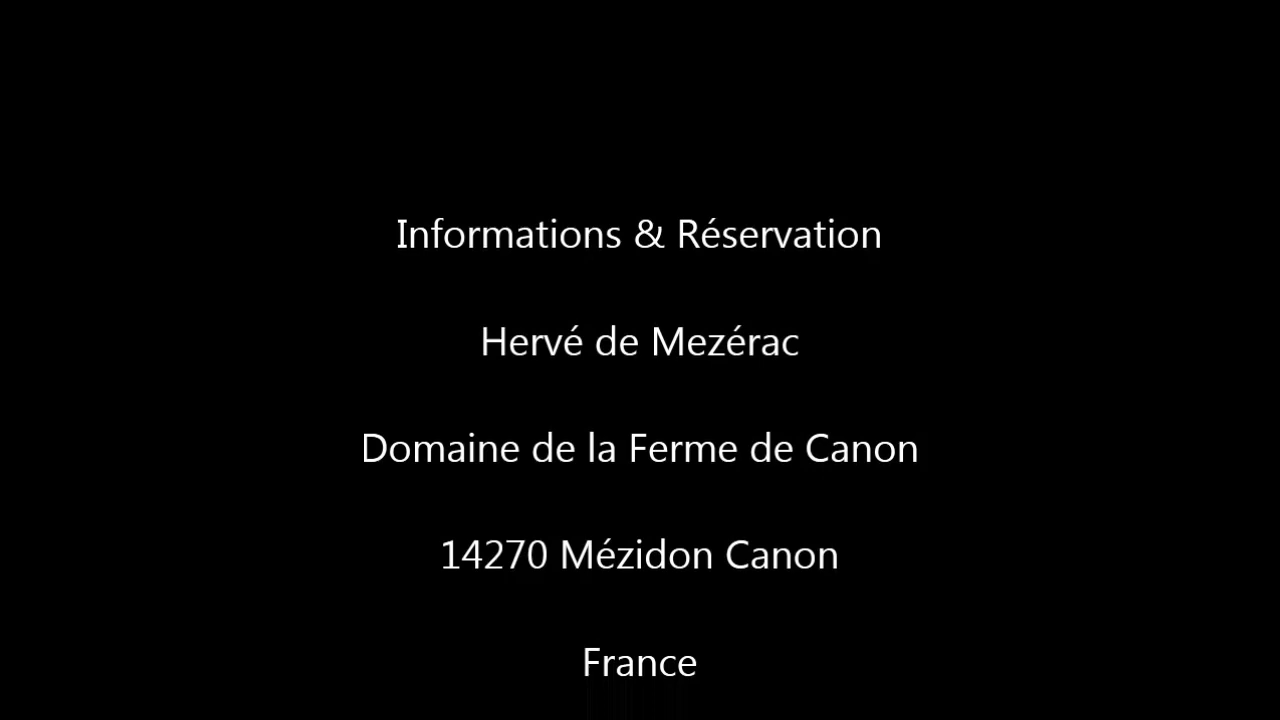 Informations & Réservation
Hervé de Mezérac
Domaine de la Ferme de Canon
14270 Mézidon Canon
France